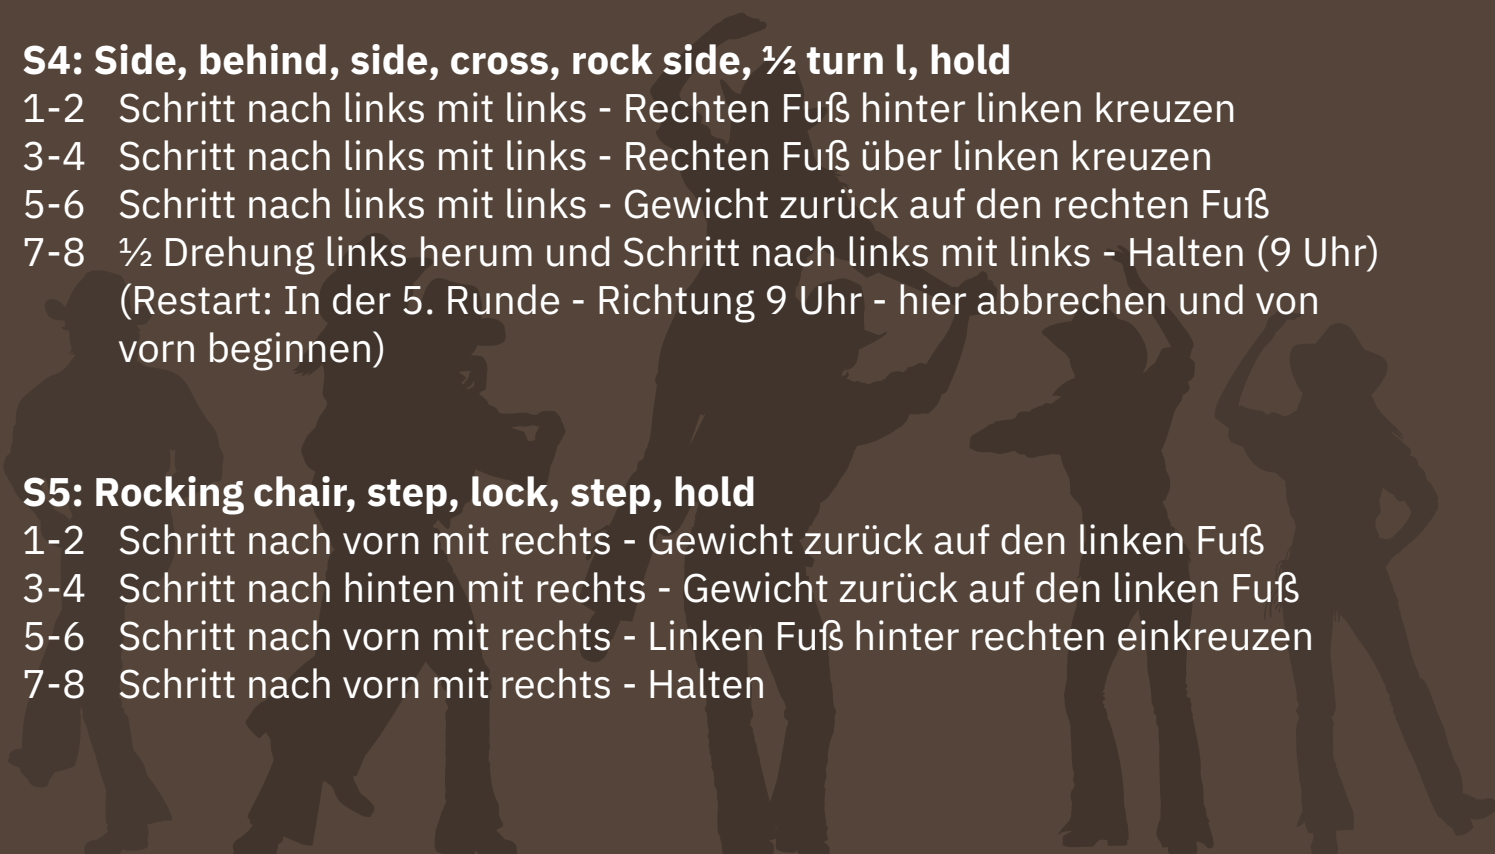 S4: Side, behind, side, cross, rock side, ½ turn l, hold
1-2 Schritt nach links mit links - Rechten Fuß hinter linken kreuzen
3-4 Schritt nach links mit links - Rechten Fuß über linken kreuzen
5-6 Schritt nach links mit links - Gewicht zurück auf den rechten Fuß
7-8 ½ Drehung links herum und Schritt nach links mit links - Halten (9 Uhr)
(Restart: In der 5. Runde - Richtung 9 Uhr - hier abbrechen und von
vorn beginnen)
S5: Rocking chair, step, lock, step, hold
1-2 Schritt nach vorn mit rechts - Gewicht zurück auf den linken Fuß
3-4 Schritt nach hinten mit rechts - Gewicht zurück auf den linken Fuß
5-6 Schritt nach vorn mit rechts - Linken Fuß hinter rechten einkreuzen
7-8 Schritt nach vorn mit rechts - Halten